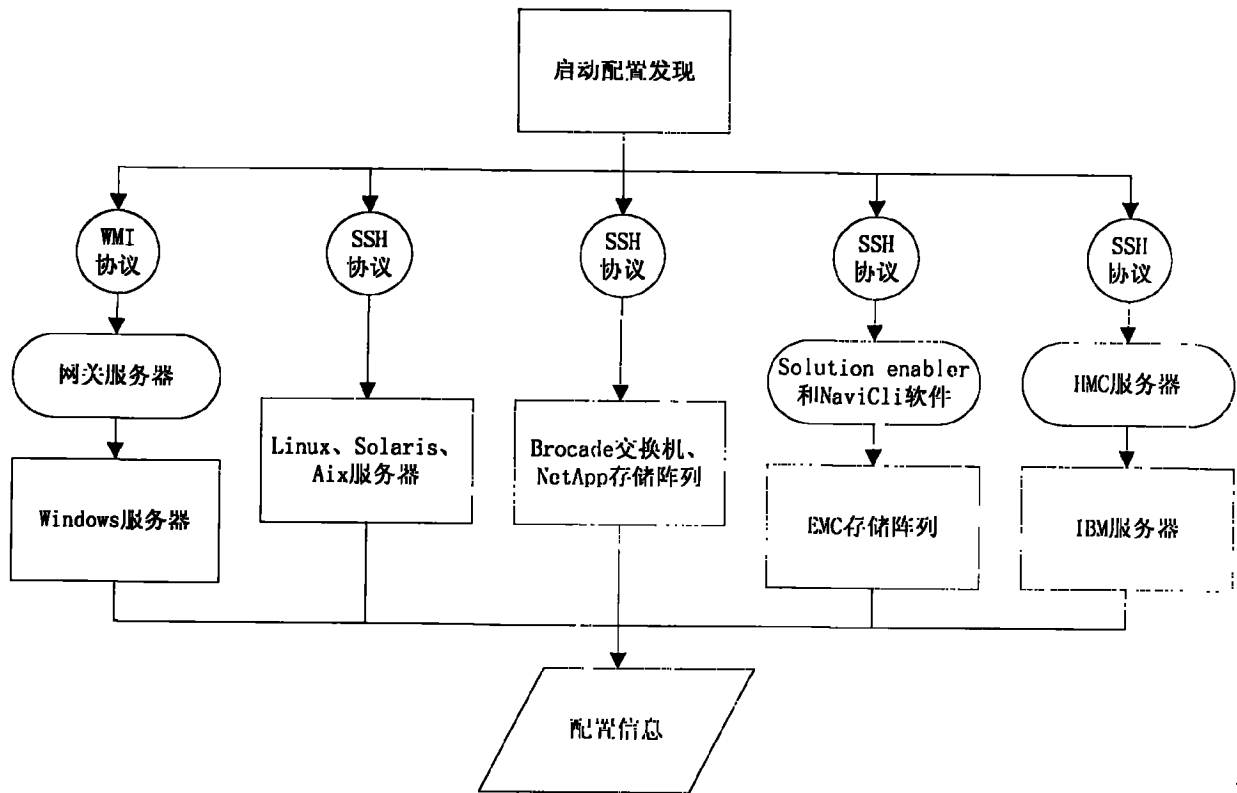 启动配置发现
WMI
协议
SSH
协议
SSH
协议
SSH
协议
SSH
协议
网关服务器
Solution enabler
和NaviCli软件
HMC服务器
Linux、Solaris、
Aix服务器
Brocade交换机、
NetApp存储阵列
Windows服务器
EMC存储阵列
IBM服务器
配置信息